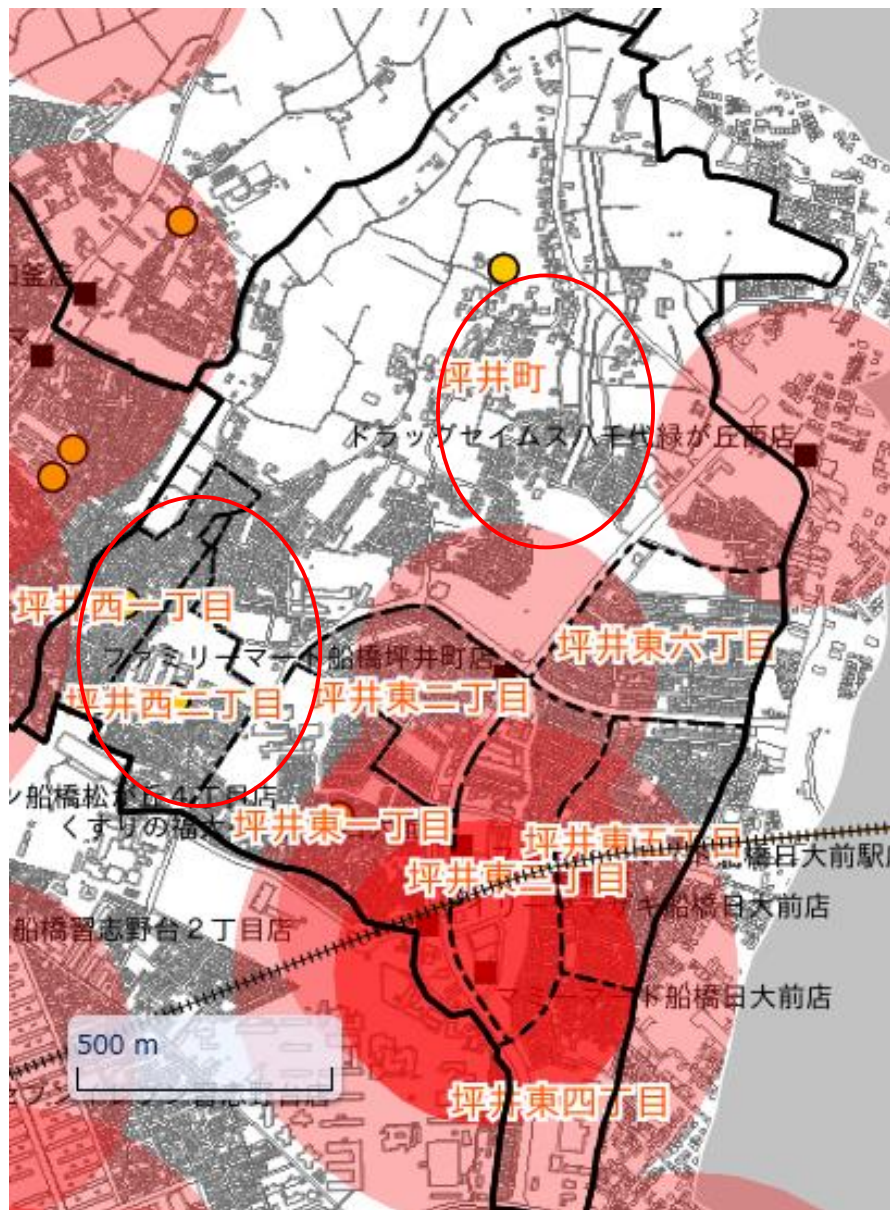 坪井町
ドラッグセイムス八千代緑が丘西店
坪井西一丁目
坪井東六丁目
ファミリーマート船橋坪井町店
坪井西二丁目
坪井東二丁目
船橋松が丘4丁目店
くすりの福太
坪井東一丁目
坪井東五丁目
船橋日大前駅
坪井東三丁目
船橋日大前店
船橋習志野台2丁目店
マミーマート船橋日大前店
500 m
坪井東四丁目